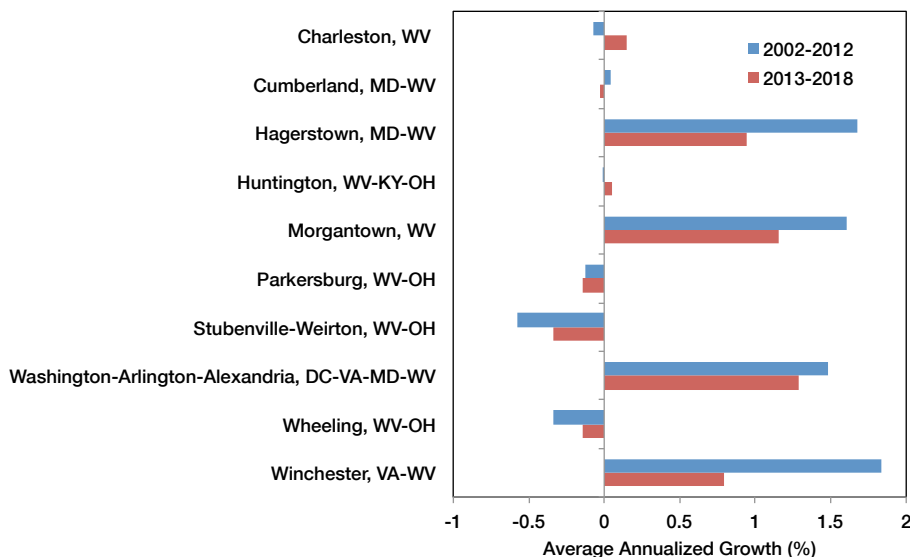 Charleston, WV
2002-2012
Cumberland, MD-WV
2013-2018
Hagerstown, MD-WV
Huntington, WV-KY-OH
Morgantown, WV
Parkersburg, WV-OH
Stubenville-Weirton, WV-OH
Washington-Arlington-Alexandria, DC-VA-MD-WV
Wheeling, WV-OH
Winchester, VA-WV
-1 -0.5 0 0.5 1 1.5 2
Average Annualized Growth (%)